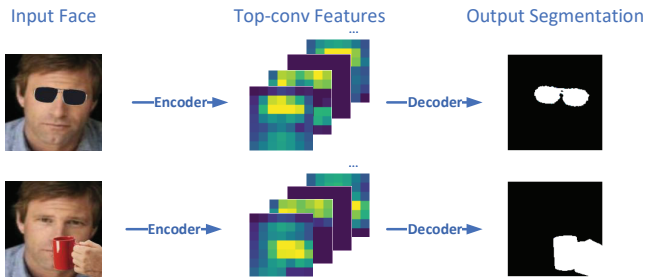 Input Face
Top-conv Features
Output Segmentation
...
Encoder
Decoder
...
Encoder
Decoder